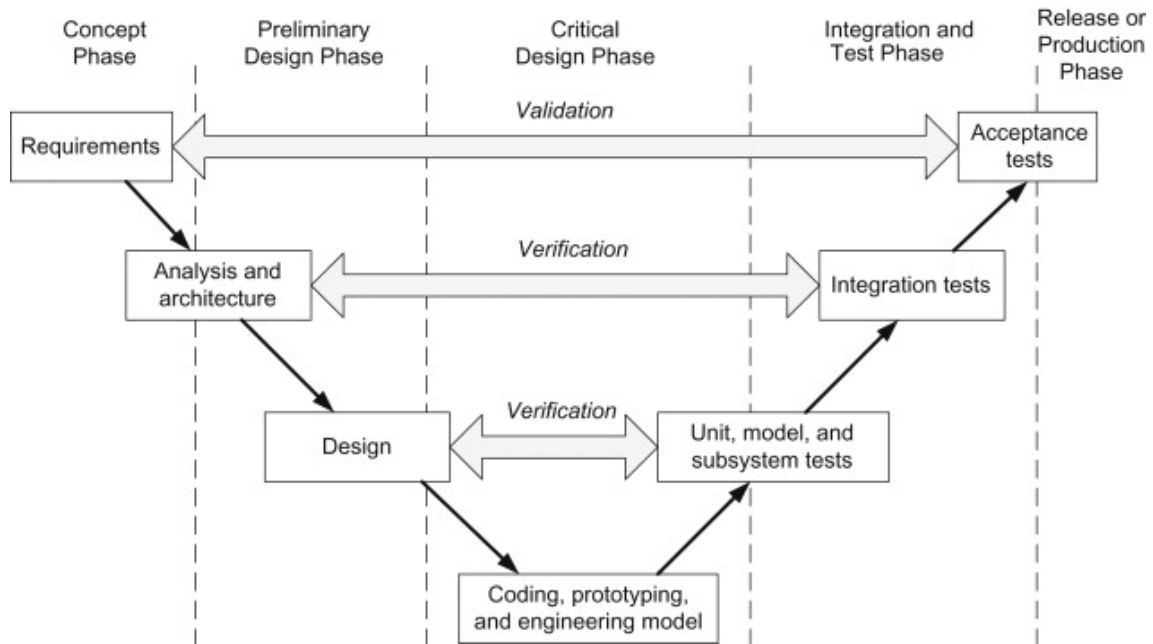 Concept
Phase
Preliminary
Design Phase
Critical
Design Phase
Integration and
Test Phase
Release or
Production
Phase
Validation
Requirements
Acceptance
tests
Verification
Analysis and
architecture
Integration tests
Verification
Design
Unit, model, and
subsystem tests
Coding, prototyping,
and engineering model